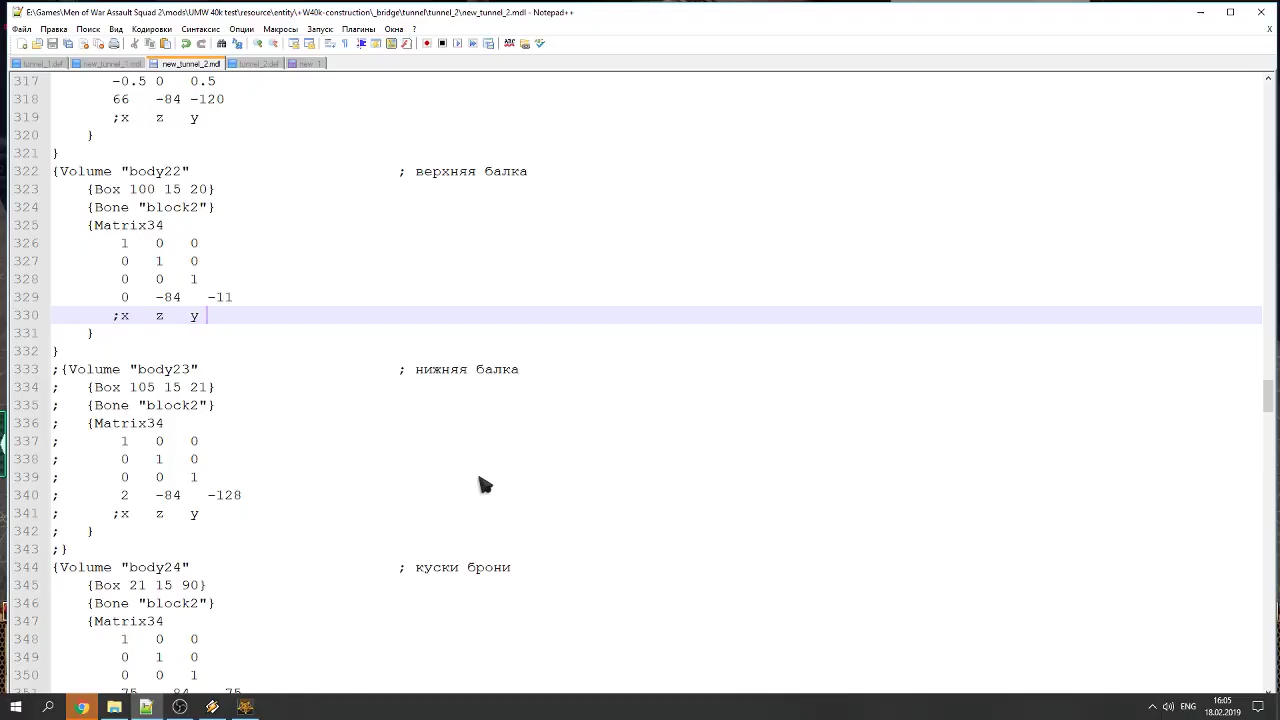 E:\Games\Men of War Assault Squad 2\mods\UMW 40k test\resource\entity\+W40k-construction\_bridge\tunnel\tunnel_2\new_tunnel_2.mdl - Notepad++
Файл Правка Поиск Вид Кодировки Синтаксис Опции Макросы Запуск Плагины Окна ? X
tunnel_1.def new_tunnel_1.mdl new_tunnel_2.mdl tunnel_2.def new 1
317 -0.5 0 0.5
318 66 -84 -120
319 ;x z y
320 }
321 }
322 {Volume "body22" ; верхняя балка
323 {Box 100 15 20}
324 {Bone "block2"}
325 {Matrix34
326 1 0 0
327 0 1 0
328 0 0 1
329 0 -84 -11
330 ;x z y
331 }
332 }
333 ;{Volume "body23" ; нижняя балка
334 ; {Box 105 15 21}
335 ; {Bone "block2"}
336 ; {Matrix34
337 ; 1 0 0
338 ; 0 1 0
339 ; 0 0 1
340 ; 2 -84 -128
341 ; ;x z y
342 ; }
343 ;}
344 {Volume "body24" ; куски брони
345 {Box 21 15 90}
346 {Bone "block2"}
347 {Matrix34
348 1 0 0
349 0 1 0
350 0 0 1
351 75 -84 -75
ENG 16:05
18.02.2019